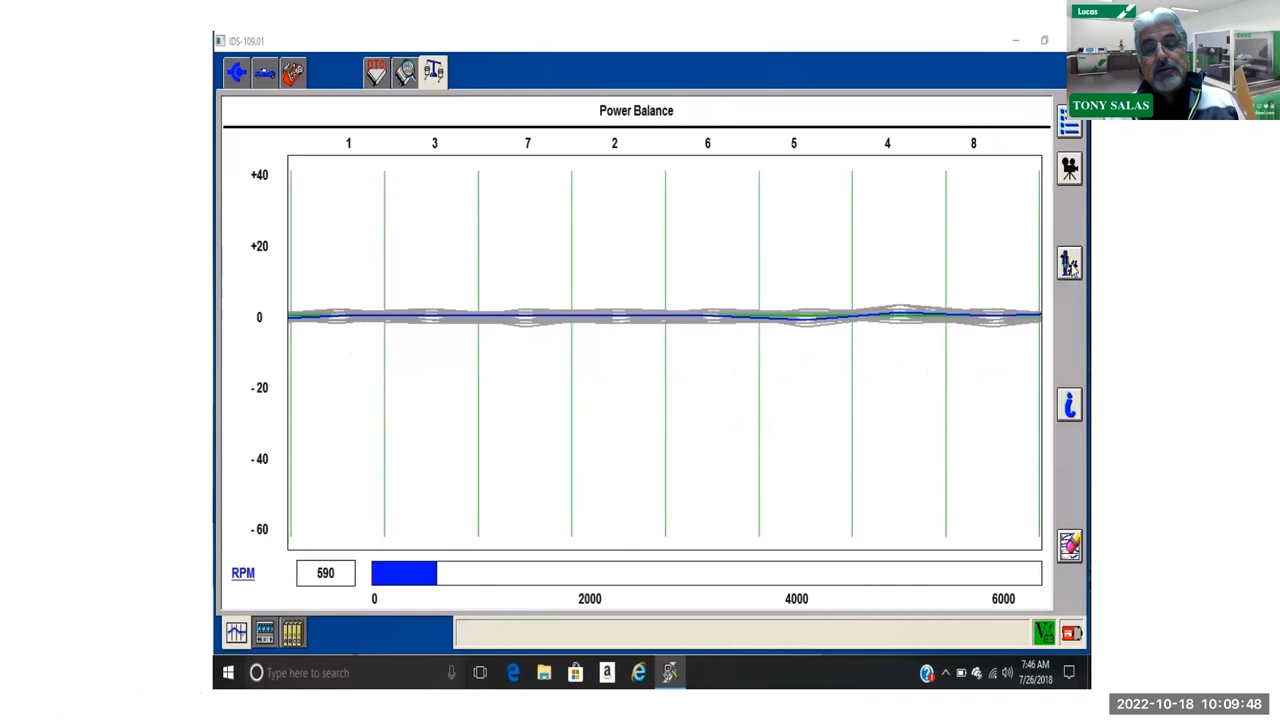 IDS-109.01
Lucas
TONY SALAS
Power Balance
1 3 7 2 6 5 4 8
+40
+20
0
- 20
- 40
- 60
RPM 590
0 2000 4000 6000
Type here to search
7:46 AM
7/26/2018
2022-10-18 10:09:48